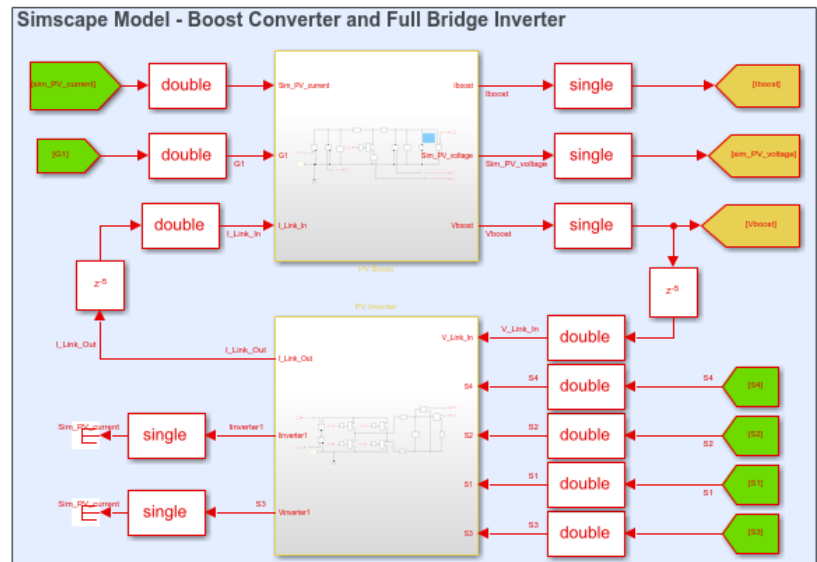 Simscape Model - Boost Converter and Full Bridge Inverter
[sim_PV_current]
double
Sim_PV_current
Iboost
Iboost
single
[Iboost]
[G1]
double
G1
G1
Sim_PV_voltage
Sim_PV_voltage
single
[sim_PV_voltage]
double
I_Link_In
I_Link_In
Vboost
Vboost
single
[Vboost]
z-5
z-5
PV Boost
PV Inverter
I_Link_Out
I_Link_Out
I_Link_Out
V_Link_In
V_Link_In
double
S4
S4
double
S4
[S4]
Sim_PV_current
single
Iinverter1
Iinverter1
S2
S2
double
S2
[S2]
S1
S1
double
S1
[S1]
Sim_PV_current
single
S3
Vinverter1
S3
S3
double
[S3]